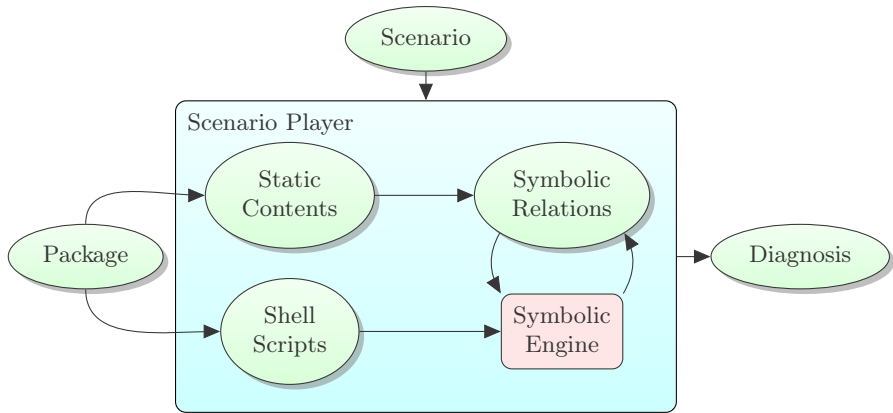 Scenario
Scenario Player
Static
Contents
Symbolic
Relations
Package
Diagnosis
Shell
Scripts
Symbolic
Engine